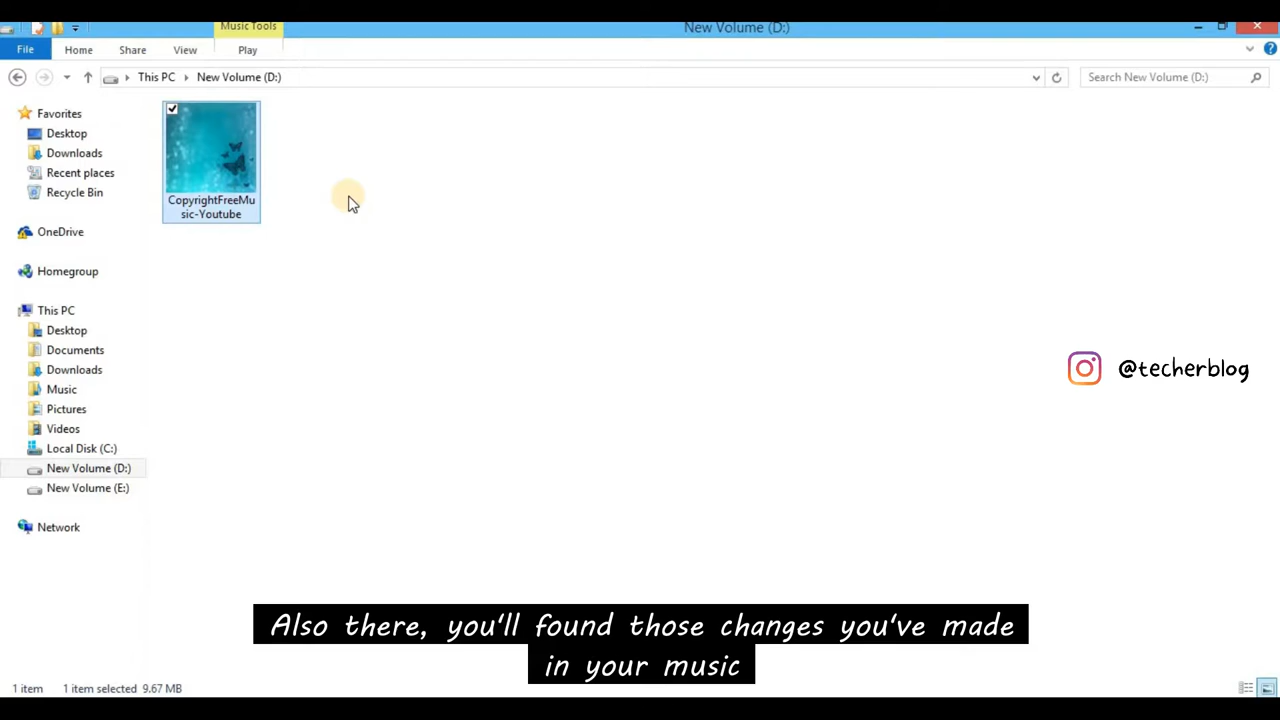 Music Tools
New Volume (D:)
File
Home
Share
View
Play
This PC
New Volume (D:)
Search New Volume (D:)
Favorites
Desktop
Downloads
Recent places
Recycle Bin
OneDrive
Homegroup
This PC
Desktop
Documents
Downloads
Music
Pictures
Videos
Local Disk (C:)
New Volume (D:)
New Volume (E:)
Network
CopyrightFreeMu
sic-Youtube
@techerblog
Also there, you'll found those changes you've made
in your music
1 item
1 item selected 9.67 MB